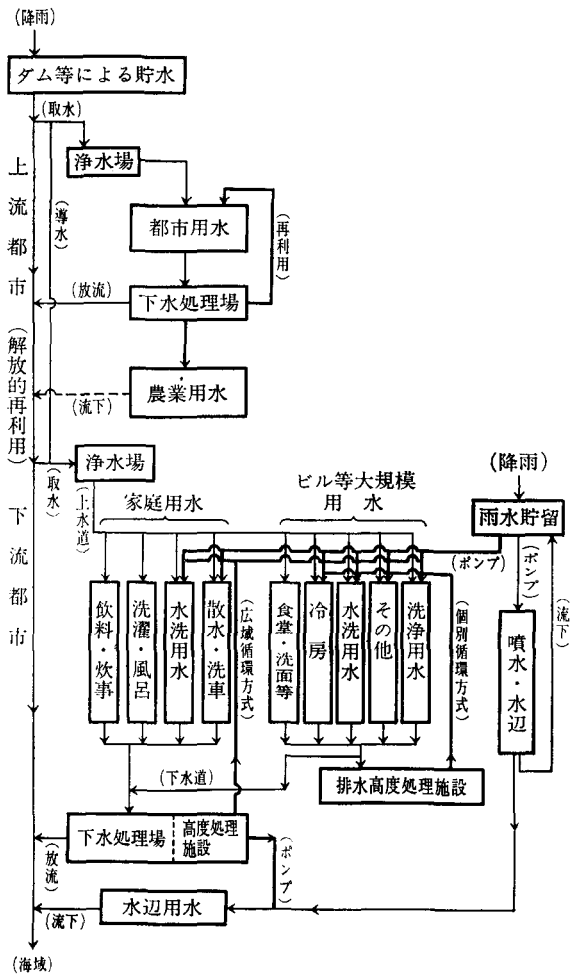 (降雨)
ダム等による貯水
(取水)
浄水場
上流都市
(導水)
都市用水
(再利用)
(放流)
下水処理場
(解放的再利用)
農業用水
(流下)
浄水場
(取水)
(上水道)
下流都市
家庭用水
ビル等大規模
用水
(降雨)
雨水貯留
(ポンプ)
(ポンプ)
(流下)
飲料・炊事
洗濯・風呂
水洗用水
散水・洗車
(広域循環方式)
食堂・洗面等
冷房
水洗用水
その他
洗浄用水
(個別循環方式)
噴水・水辺
(下水道)
排水高度処理施設
下水処理場
高度処理
施設
(放流)
(ポンプ)
水辺用水
(流下)
(海域)